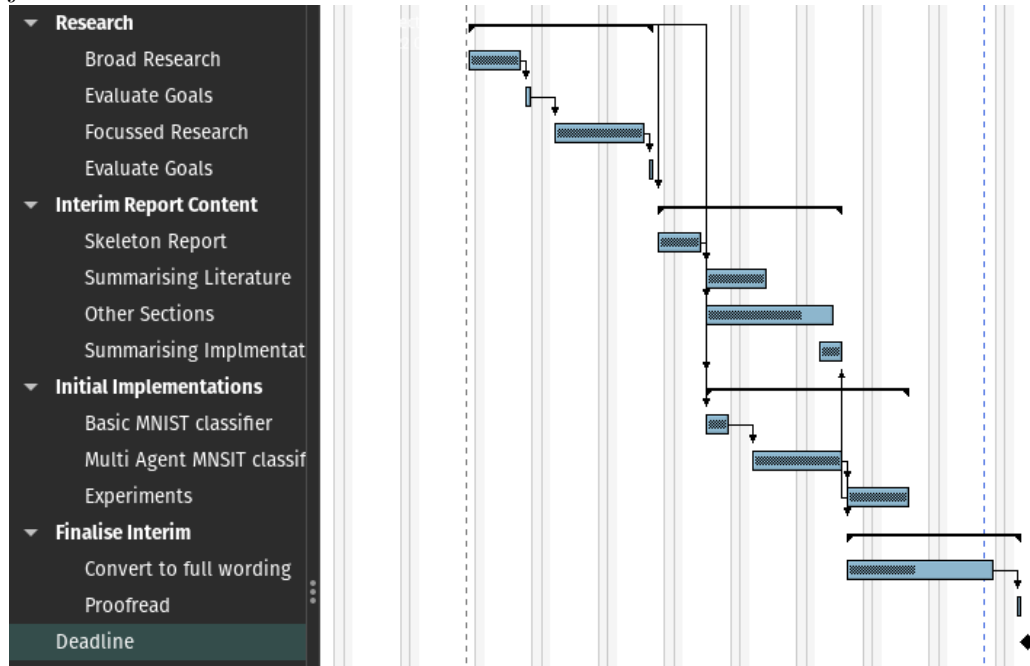 Research
Broad Research
Evaluate Goals
Focussed Research
Evaluate Goals
Interim Report Content
Skeleton Report
Summarising Literature
Other Sections
Summarising Implmentat
Initial Implementations
Basic MNIST classifier
Multi Agent MNSIT classif
Experiments
Finalise Interim
Convert to full wording
Proofread
Deadline